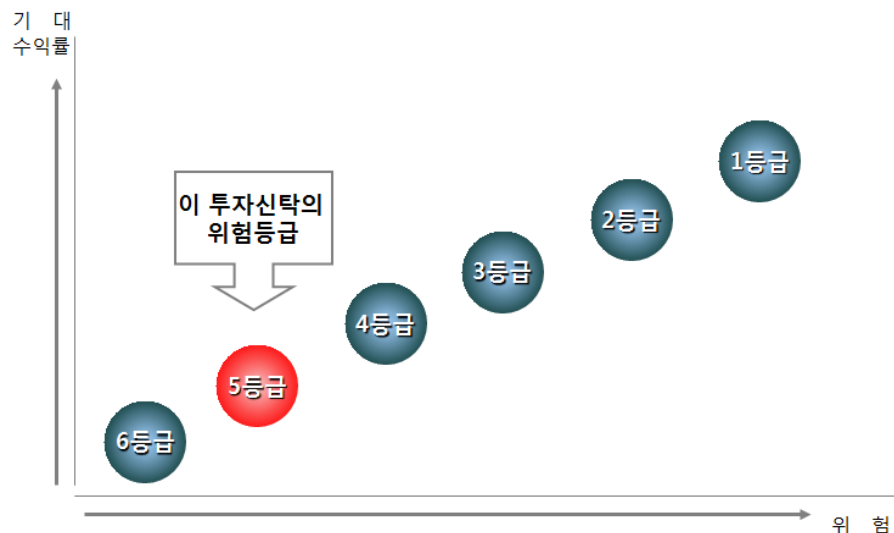 기 대
수익률
1등급
이 투자신탁의
위험등급
2등급
3등급
4등급
5등급
6등급
위 험